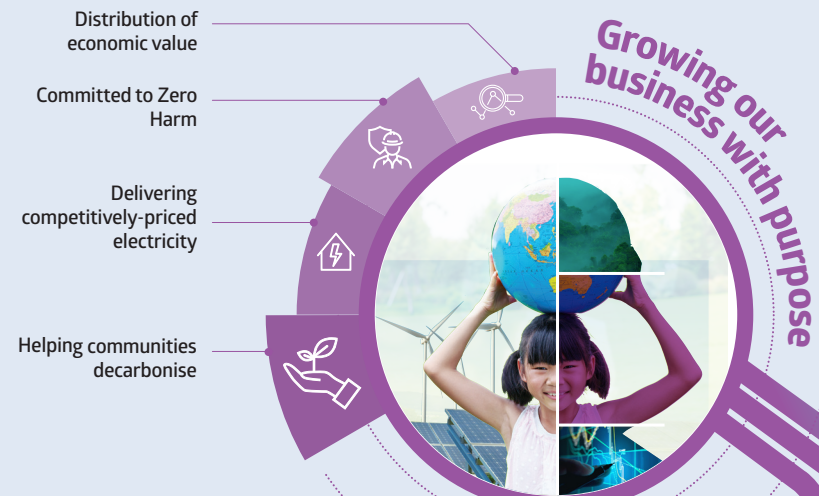 Distribution of
economic value
Committed to Zero
Harm
Delivering
competitively-priced
electricity
Helping communities
decarbonise
Growing our
business with purpose